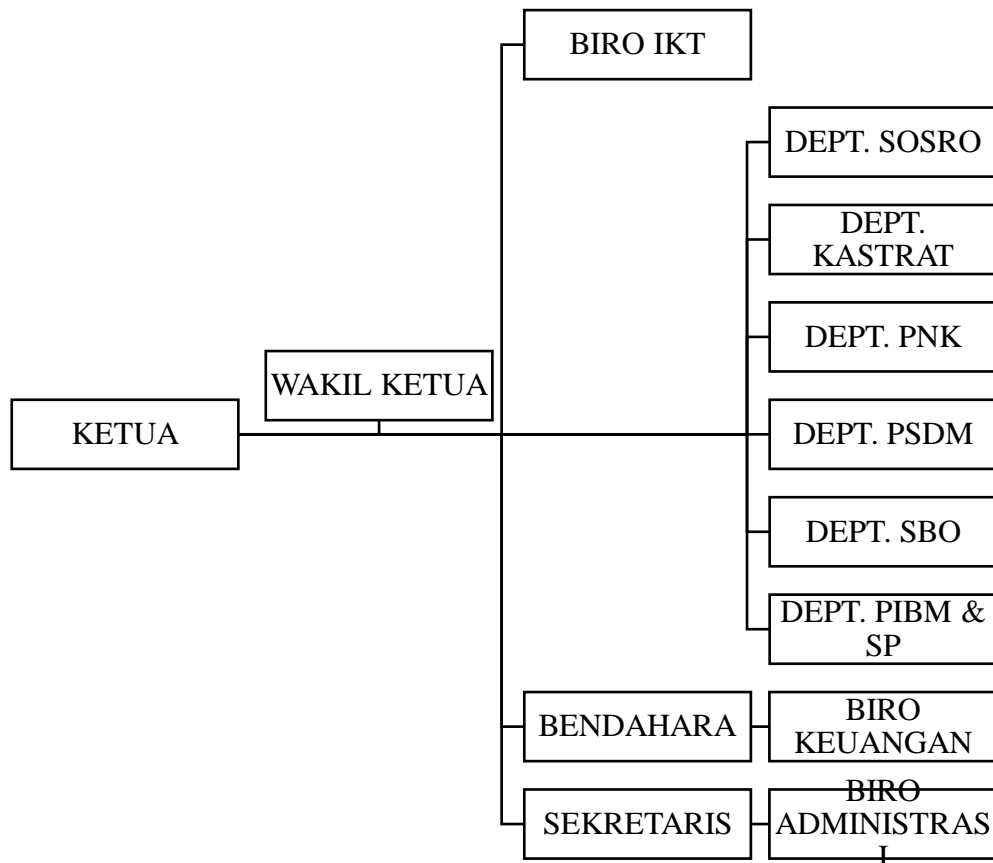 BIRO IKT
DEPT. SOSRO
DEPT.
KASTRAT
DEPT. PNK
WAKIL KETUA
KETUA
DEPT. PSDM
DEPT. SBO
DEPT. PIBM &
SP
BENDAHARA
BIRO
KEUANGAN
SEKRETARIS
BIRO
ADMINISTRAS
I